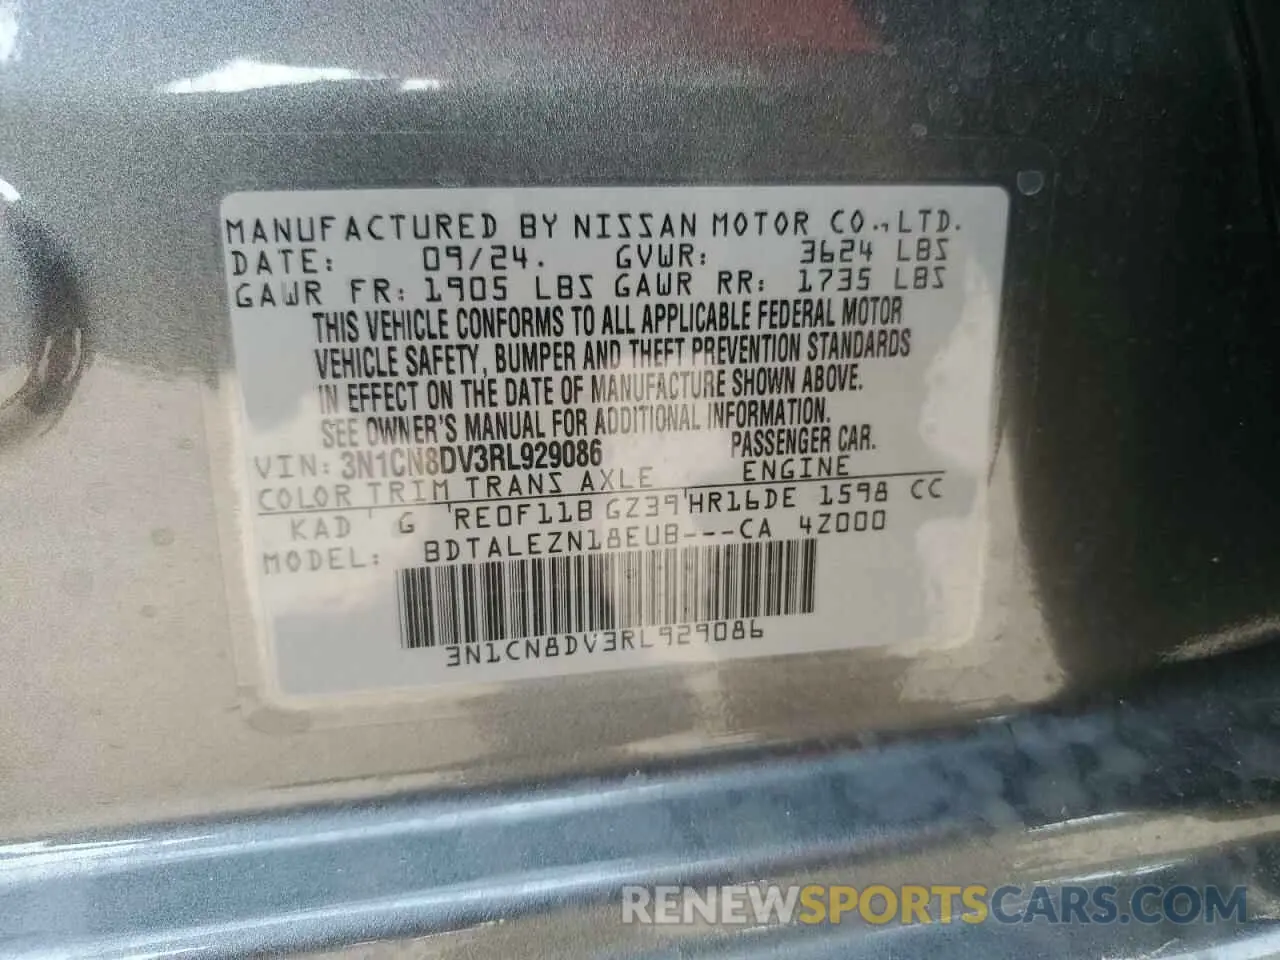 MANUFACTURED BY NISSAN MOTOR CO., LTD.
DATE: 09/24. GVWR: 3624 LBS
GAWR FR: 1905 LBS GAWR RR: 1735 LBS
THIS VEHICLE CONFORMS TO ALL APPLICABLE FEDERAL MOTOR
VEHICLE SAFETY, BUMPER AND THEFT PREVENTION STANDARDS
IN EFFECT ON THE DATE OF MANUFACTURE SHOWN ABOVE.
SEE OWNER'S MANUAL FOR ADDITIONAL INFORMATION.
VIN: 3N1CN8DV3RL929086 PASSENGER CAR.
COLOR TRIM TRANS AXLE ENGINE
KAD ' G 'RE0F11B GZ39'HR16DE 1598 CC
MODEL: BDTALEZN18EUB---CA 4Z000
3N1CN8DV3RL929086
RENEWSPORTSCARS.COM